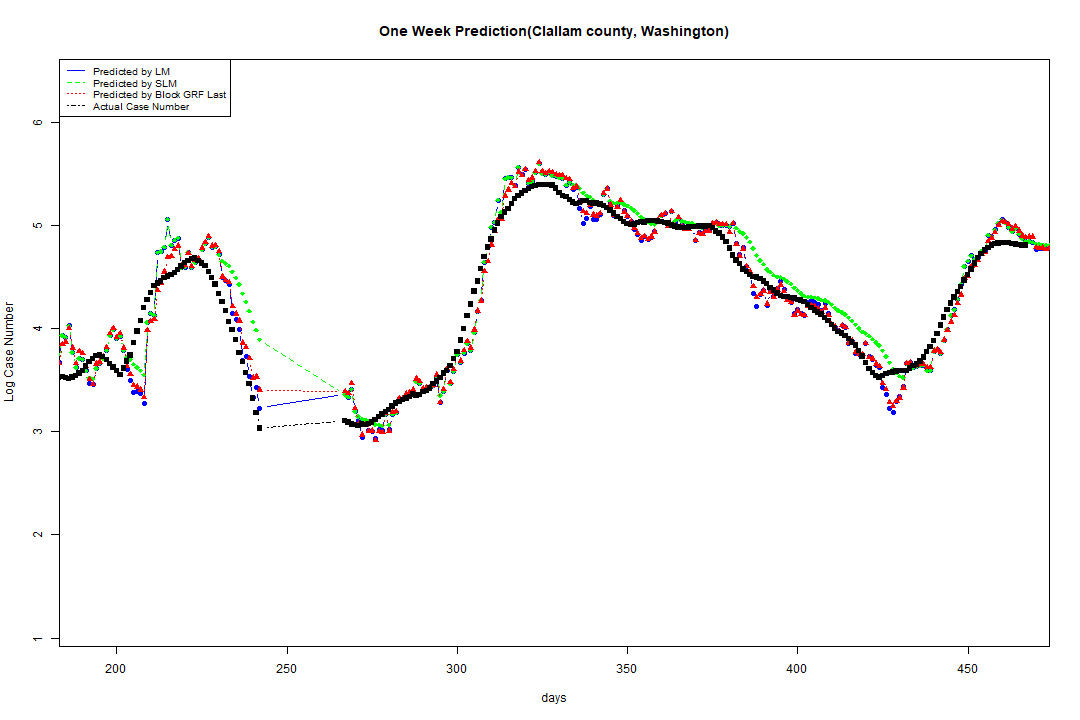 One Week Prediction(Clallam county, Washington)
Predicted by LM
Predicted by SLM
Predicted by Block GRF Last
Actual Case Number
Log Case Number
6
5
4
3
2
1
200 250 300 350 400 450
days